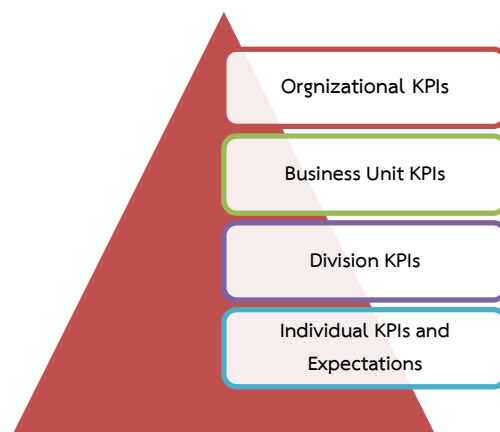 Orgnizational KPIs
Business Unit KPIs
Division KPIs
Individual KPIs and
Expectations